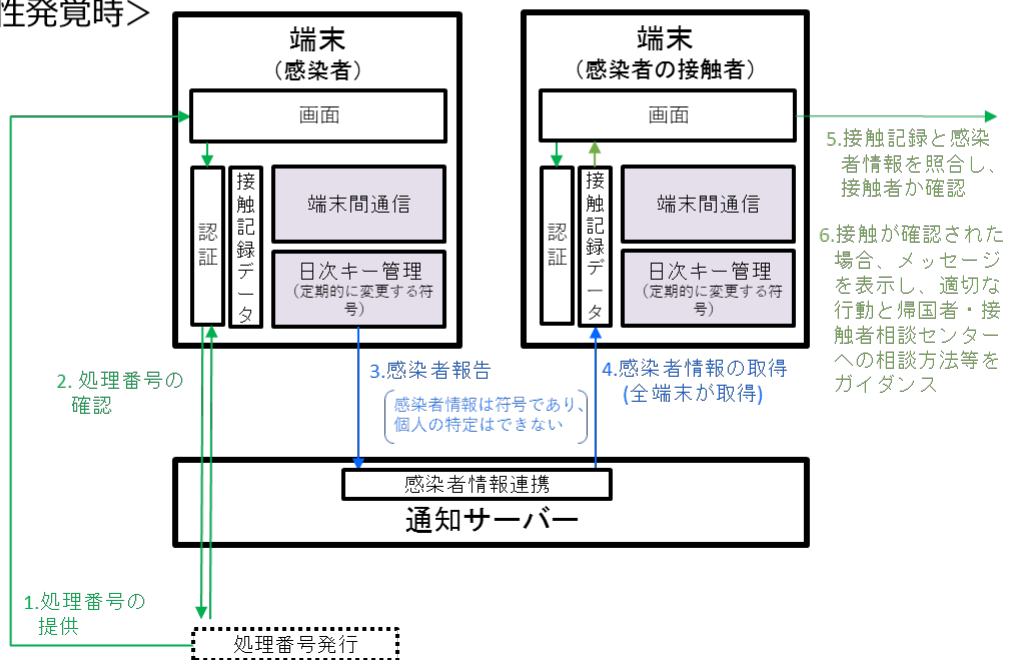 性発覚時＞
端末
（感染者）
画面
認証
接触記録データ
端末間通信
日次キー管理
（定期的に変更する符
号）
端末
（感染者の接触者）
画面
認証
接触記録データ
端末間通信
日次キー管理
（定期的に変更する符
号）
5.接触記録と感染
者情報を照合し、
接触者か確認
6.接触が確認された
場合、メッセージ
を表示し、適切な
行動と帰国者・接
触者相談センター
への相談方法等を
ガイダンス
2. 処理番号の
確認
3.感染者報告
感染者情報は符号であり、
個人の特定はできない
4.感染者情報の取得
(全端末が取得)
感染者情報連携
通知サーバー
1.処理番号の
提供
処理番号発行